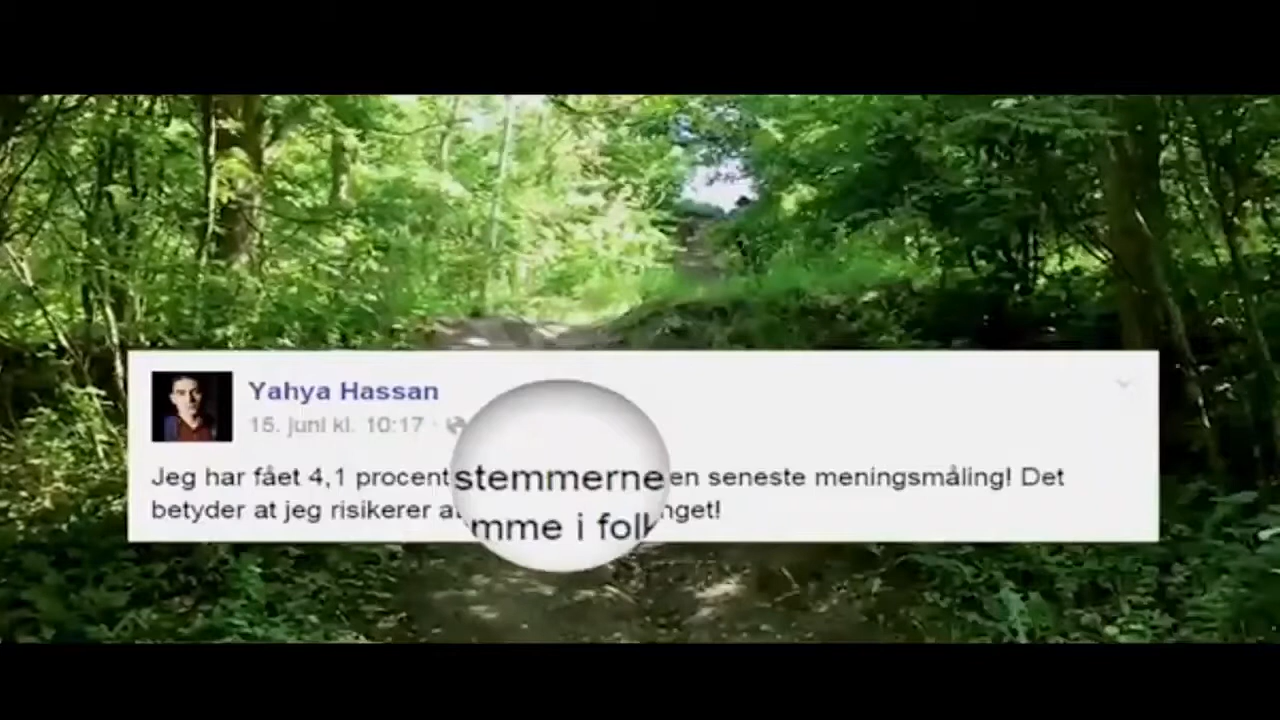 Yahya Hassan
15. juni kl. 10:17 ·
Jeg har fået 4,1 procent stemmerne en seneste meningsmåling! Det
betyder at jeg risikerer mme i folk nget!